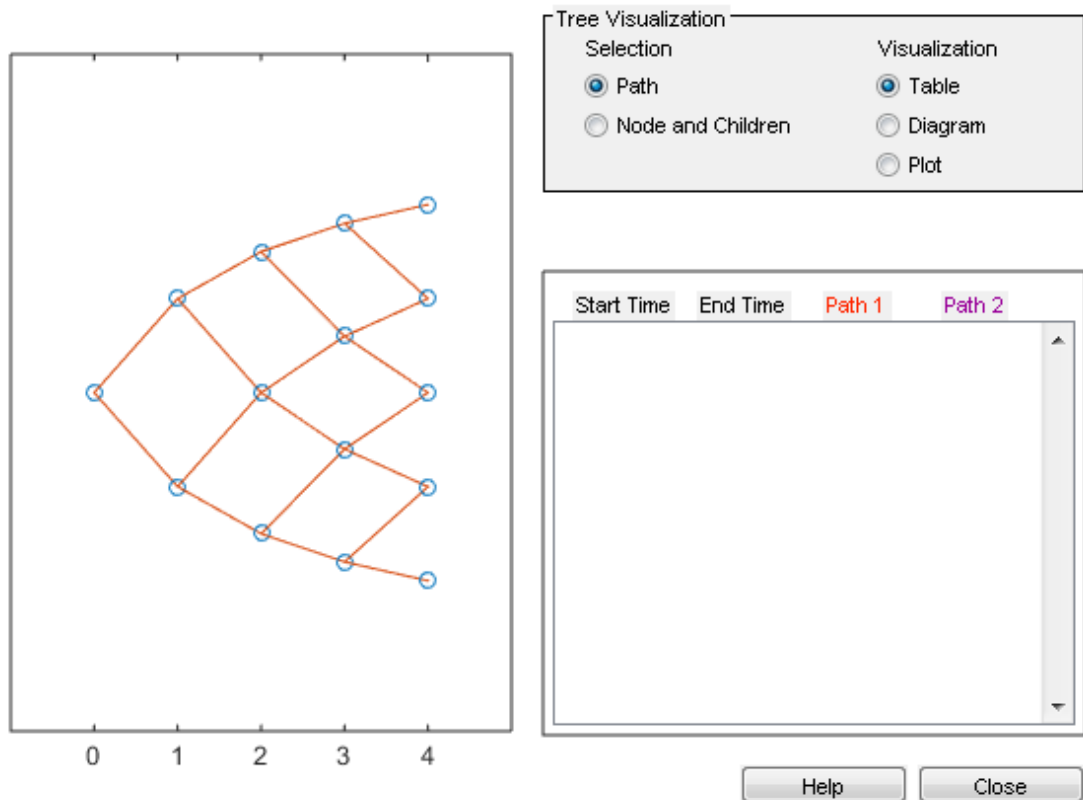 Tree Visualization
Selection Visualization
Path Table
Node and Children Diagram
Plot
Start Time End Time Path 1 Path 2
0 1 2 3 4
Help Close